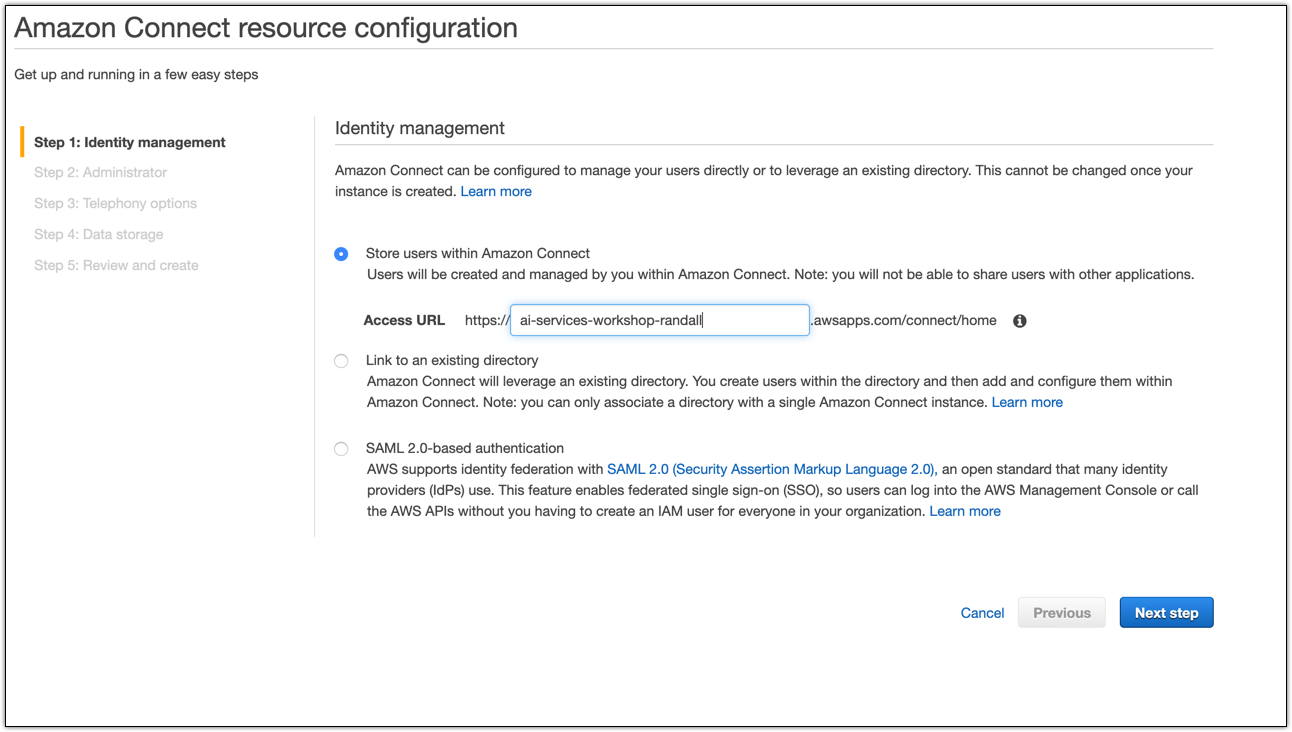 Amazon Connect resource configuration
Get up and running in a few easy steps
Step 1: Identity management
Step 2: Administrator
Step 3: Telephony options
Step 4: Data storage
Step 5: Review and create
Identity management
Amazon Connect can be configured to manage your users directly or to leverage an existing directory. This cannot be changed once your
instance is created. Learn more
Store users within Amazon Connect
Users will be created and managed by you within Amazon Connect. Note: you will not be able to share users with other applications.
Access URL https:// ai-services-workshop-randall .awsapps.com/connect/home
Link to an existing directory
Amazon Connect will leverage an existing directory. You create users within the directory and then add and configure them within
Amazon Connect. Note: you can only associate a directory with a single Amazon Connect instance. Learn more
SAML 2.0-based authentication
AWS supports identity federation with SAML 2.0 (Security Assertion Markup Language 2.0), an open standard that many identity
providers (IdPs) use. This feature enables federated single sign-on (SSO), so users can log into the AWS Management Console or call
the AWS APIs without you having to create an IAM user for everyone in your organization. Learn more
Cancel Previous Next step